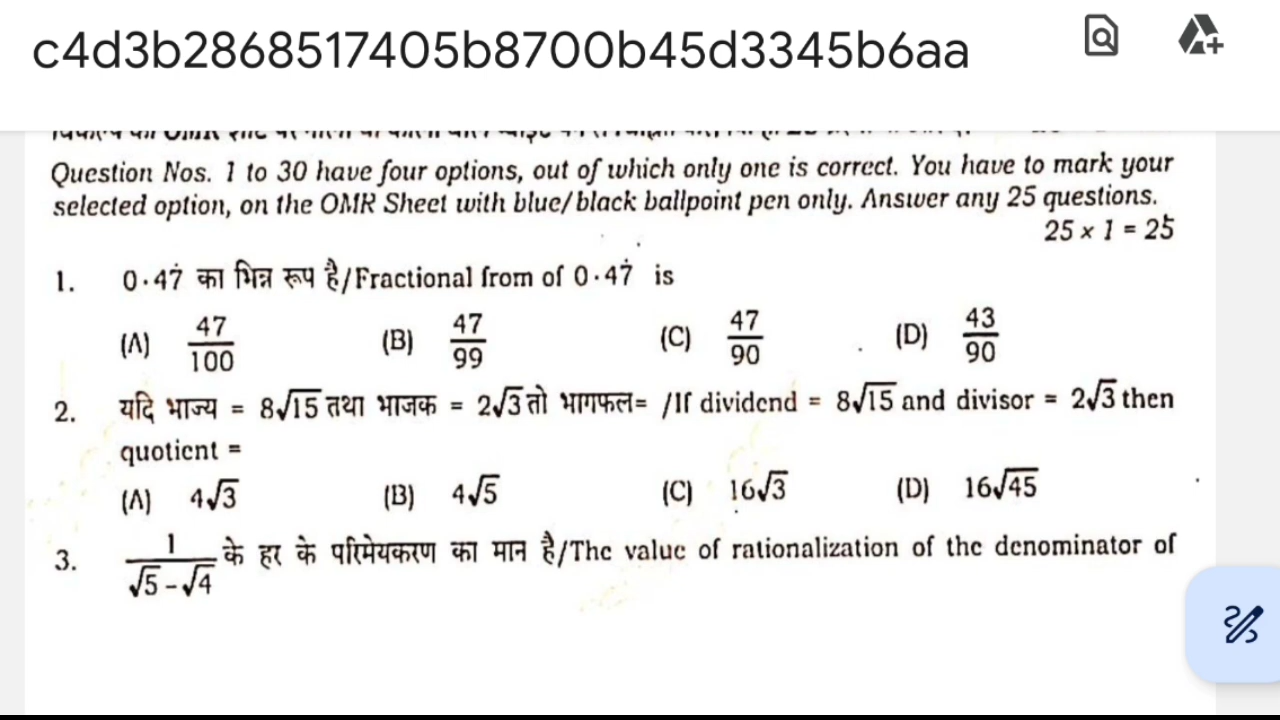 c4d3b2868517405b8700b45d3345b6aa
Question Nos. 1 to 30 have four options, out of which only one is correct. You have to mark your
selected option, on the OMR Sheet with blue/black ballpoint pen only. Answer any 25 questions.
25 × 1 = 25
1. 0·47̇ का भिन्न रूप है/Fractional from of 0·47̇ is
(A) 47/100 (B) 47/99 (C) 47/90 (D) 43/90
2. यदि भाज्य = 8√15 तथा भाजक = 2√3 तो भागफल= /If dividend = 8√15 and divisor = 2√3 then
quotient =
(A) 4√3 (B) 4√5 (C) 16√3 (D) 16√45
3. 1/(√5 - √4) के हर के परिमेयकरण का मान है/The value of rationalization of the denominator of